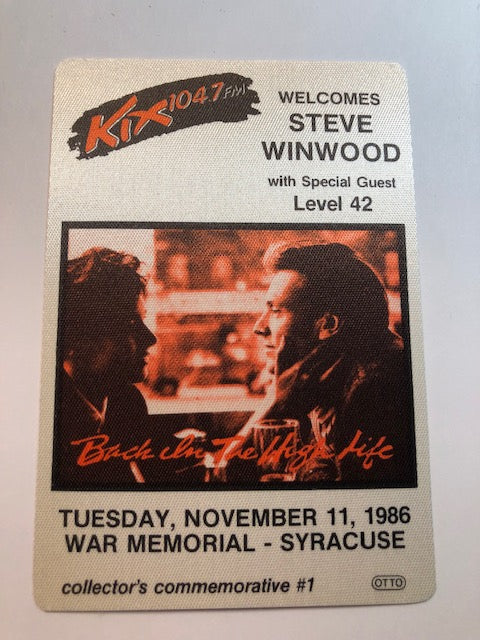 KiX 104.7 FM
WELCOMES
STEVE
WINWOOD
with Special Guest
Level 42
Back In The High Life
TUESDAY, NOVEMBER 11, 1986
WAR MEMORIAL - SYRACUSE
collector's commemorative #1
OTTO